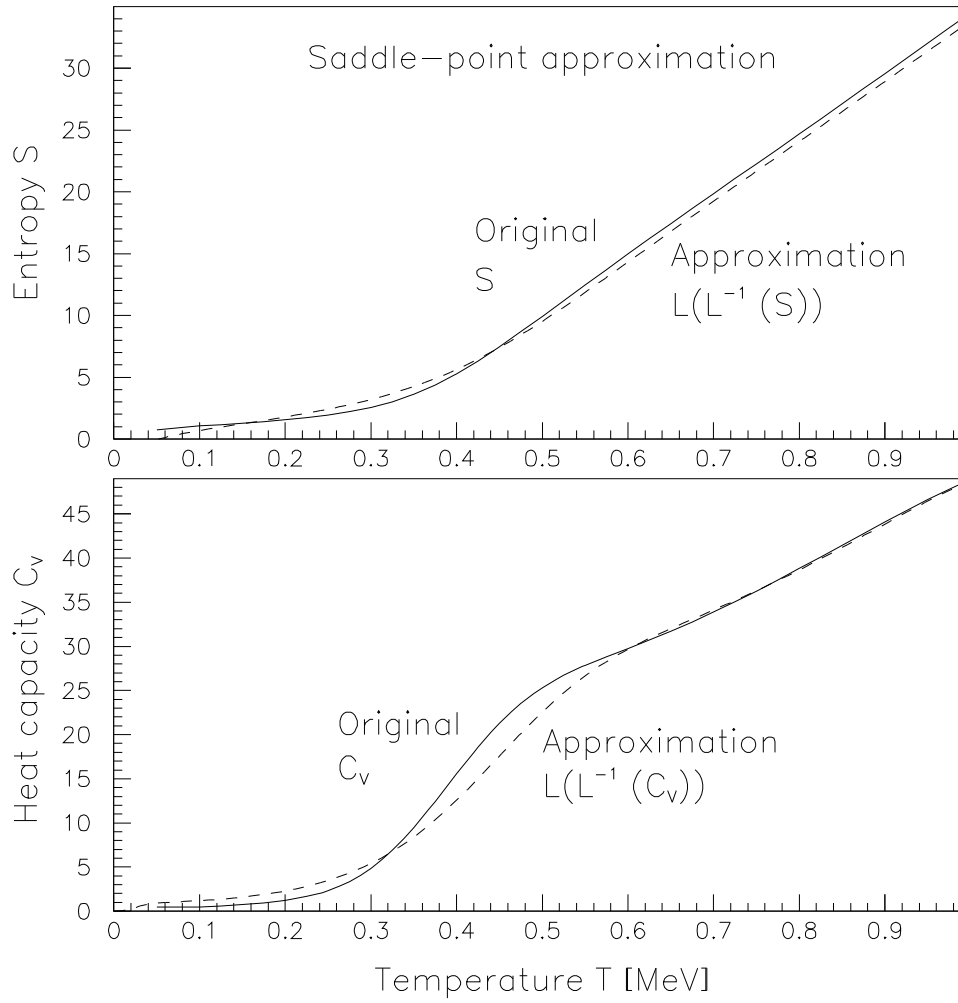 Saddle-point approximation
Entropy S
30
25
20
15
10
5
0
Original
S
Approximation
L(L⁻¹ (S))
0 0.1 0.2 0.3 0.4 0.5 0.6 0.7 0.8 0.9
Heat capacity Cᵥ
45
40
35
30
25
20
15
10
5
0
Original
Cᵥ
Approximation
L(L⁻¹ (Cᵥ))
0 0.1 0.2 0.3 0.4 0.5 0.6 0.7 0.8 0.9
Temperature T [MeV]